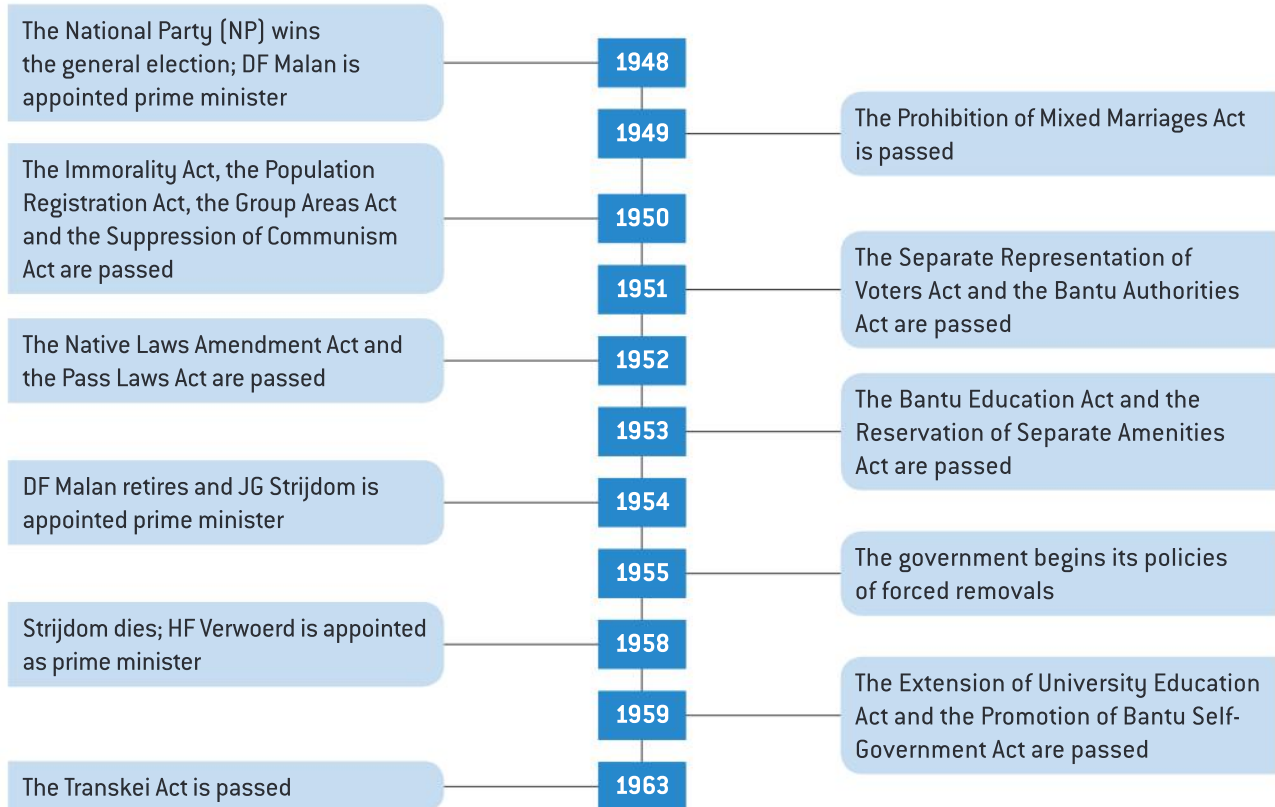 The National Party (NP) wins
the general election; DF Malan is
appointed prime minister
1948
1949
The Prohibition of Mixed Marriages Act
is passed
The Immorality Act, the Population
Registration Act, the Group Areas Act
and the Suppression of Communism
Act are passed
1950
1951
The Separate Representation of
Voters Act and the Bantu Authorities
Act are passed
The Native Laws Amendment Act and
the Pass Laws Act are passed
1952
1953
The Bantu Education Act and the
Reservation of Separate Amenities
Act are passed
DF Malan retires and JG Strijdom is
appointed prime minister
1954
1955
The government begins its policies
of forced removals
Strijdom dies; HF Verwoerd is appointed
as prime minister
1958
1959
The Extension of University Education
Act and the Promotion of Bantu Self-
Government Act are passed
The Transkei Act is passed
1963